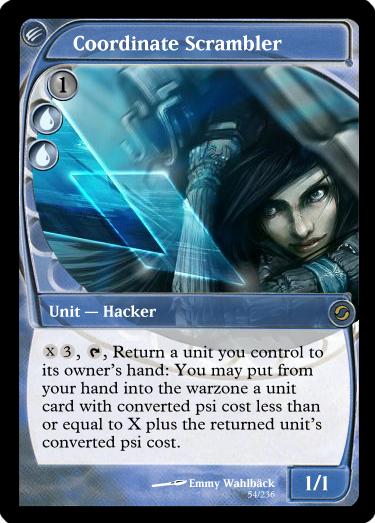 Coordinate Scrambler
1
Unit — Hacker
x 3, , Return a unit you control to
its owner's hand: You may put from
your hand into the warzone a unit
card with converted psi cost less than
or equal to X plus the returned unit's
converted psi cost.
Emmy Wahlbäck
54/236
1/1